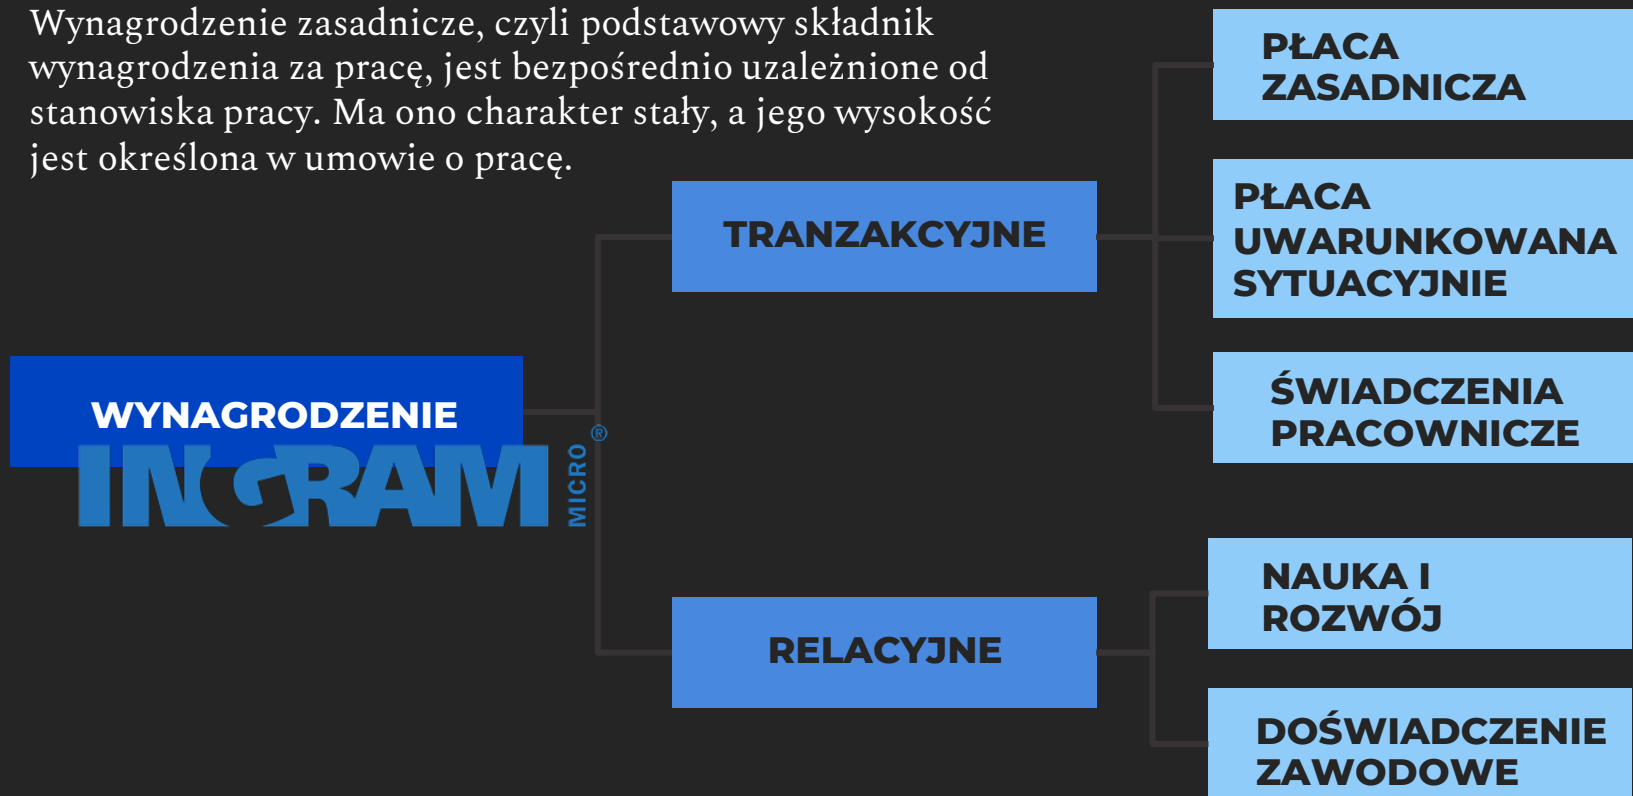 Wynagrodzenie zasadnicze, czyli podstawowy składnik
wynagrodzenia za pracę, jest bezpośrednio uzależnione od
stanowiska pracy. Ma ono charakter stały, a jego wysokość
jest określona w umowie o pracę.
WYNAGRODZENIE
INGRAM
MICRO
®
TRANZAKCYJNE
PŁACA
ZASADNICZA
PŁACA
UWARUNKOWANA
SYTUACYJNIE
ŚWIADCZENIA
PRACOWNICZE
RELACYJNE
NAUKA I
ROZWÓJ
DOŚWIADCZENIE
ZAWODOWE